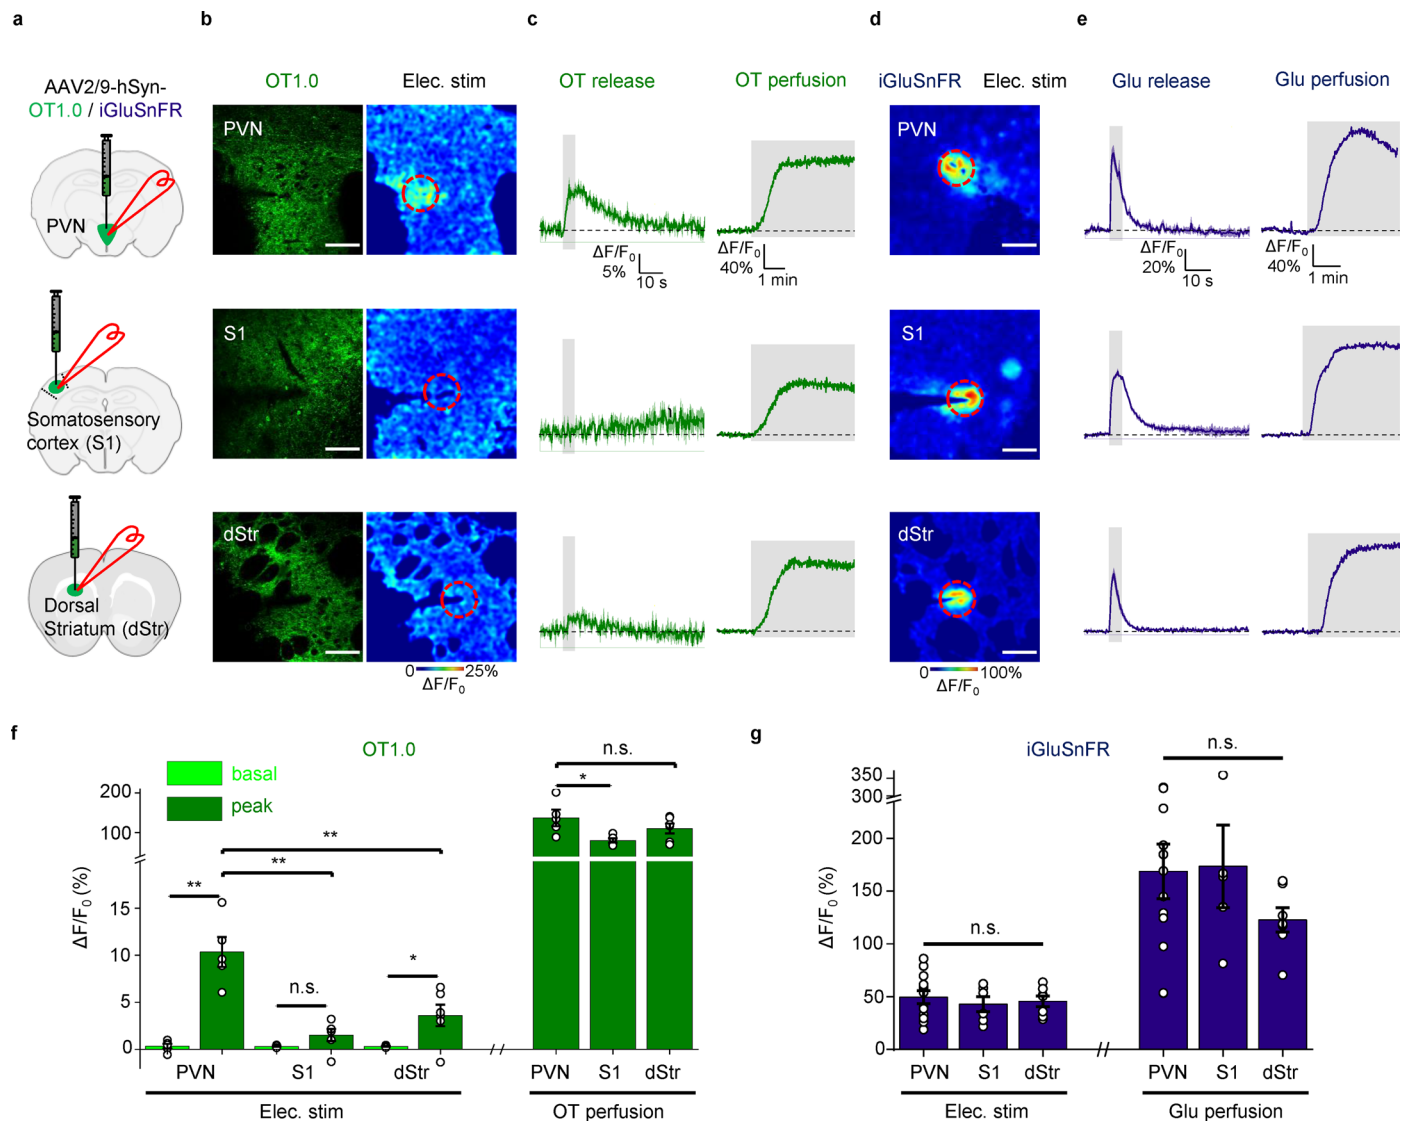 a
AAV2/9-hSyn-
OT1.0 / iGluSnFR
PVN
Somatosensory
cortex (S1)
Dorsal
Striatum (dStr)
b
OT1.0 Elec. stim
PVN
S1
dStr
0 25%
ΔF/F₀
c
OT release OT perfusion
ΔF/F₀
5%
10 s
ΔF/F₀
40%
1 min
d
iGluSnFR Elec. stim
PVN
S1
dStr
0 100%
ΔF/F₀
e
Glu release Glu perfusion
ΔF/F₀
20%
10 s
ΔF/F₀
40%
1 min
f
OT1.0
basal
peak
ΔF/F₀ (%)
200
100
15
10
5
0
**
**
**
n.s.
*
n.s.
*
PVN S1 dStr PVN S1 dStr
Elec. stim OT perfusion
g
iGluSnFR
ΔF/F₀ (%)
350
300
200
150
100
50
0
n.s.
n.s.
PVN S1 dStr PVN S1 dStr
Elec. stim Glu perfusion